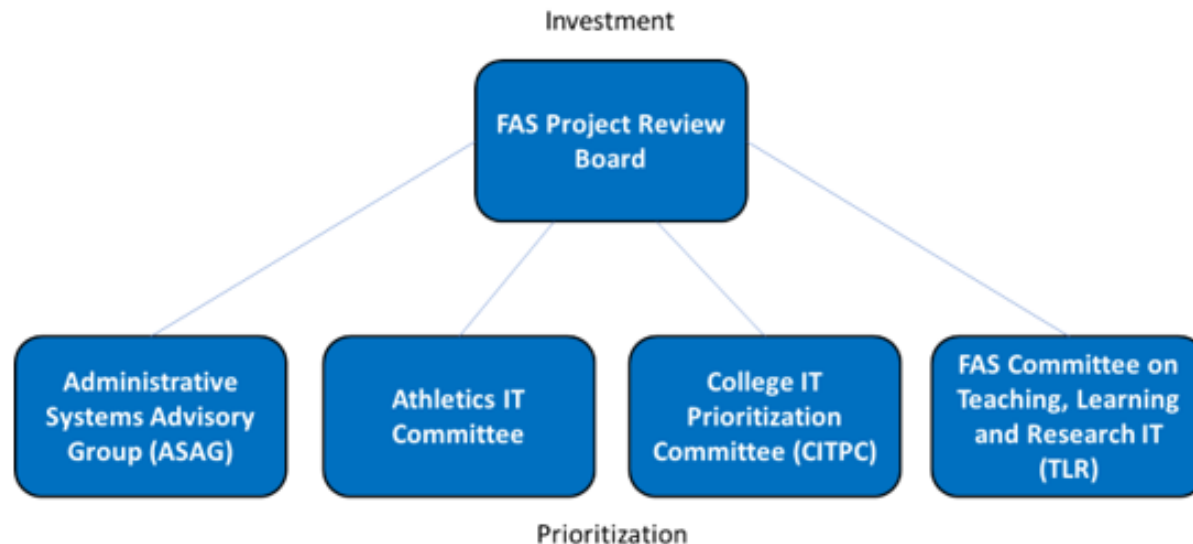 Investment
FAS Project Review
Board
Administrative
Systems Advisory
Group (ASAG)
Athletics IT
Committee
College IT
Prioritization
Committee (CITPC)
FAS Committee on
Teaching, Learning
and Research IT
(TLR)
Prioritization